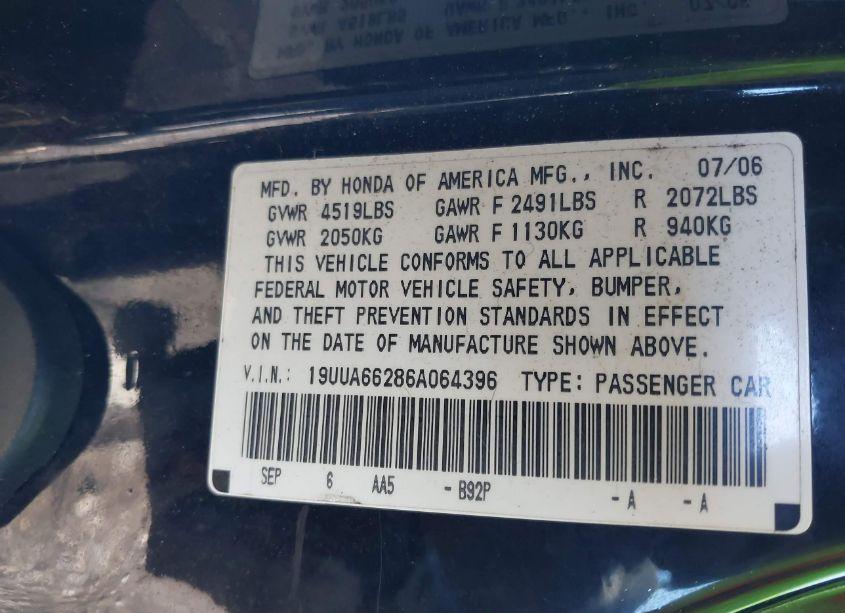 MFD. BY HONDA OF AMERICA MFG., INC. 07/06
GVWR 4519LBS GAWR F 2491LBS R 2072LBS
GVWR 2050KG GAWR F 1130KG R 940KG
THIS VEHICLE CONFORMS TO ALL APPLICABLE
FEDERAL MOTOR VEHICLE SAFETY, BUMPER,
AND THEFT PREVENTION STANDARDS IN EFFECT
ON THE DATE OF MANUFACTURE SHOWN ABOVE.
V.I.N.: 19UUA66286A064396 TYPE: PASSENGER CAR
SEP 6 AA5 - B92P - A - A